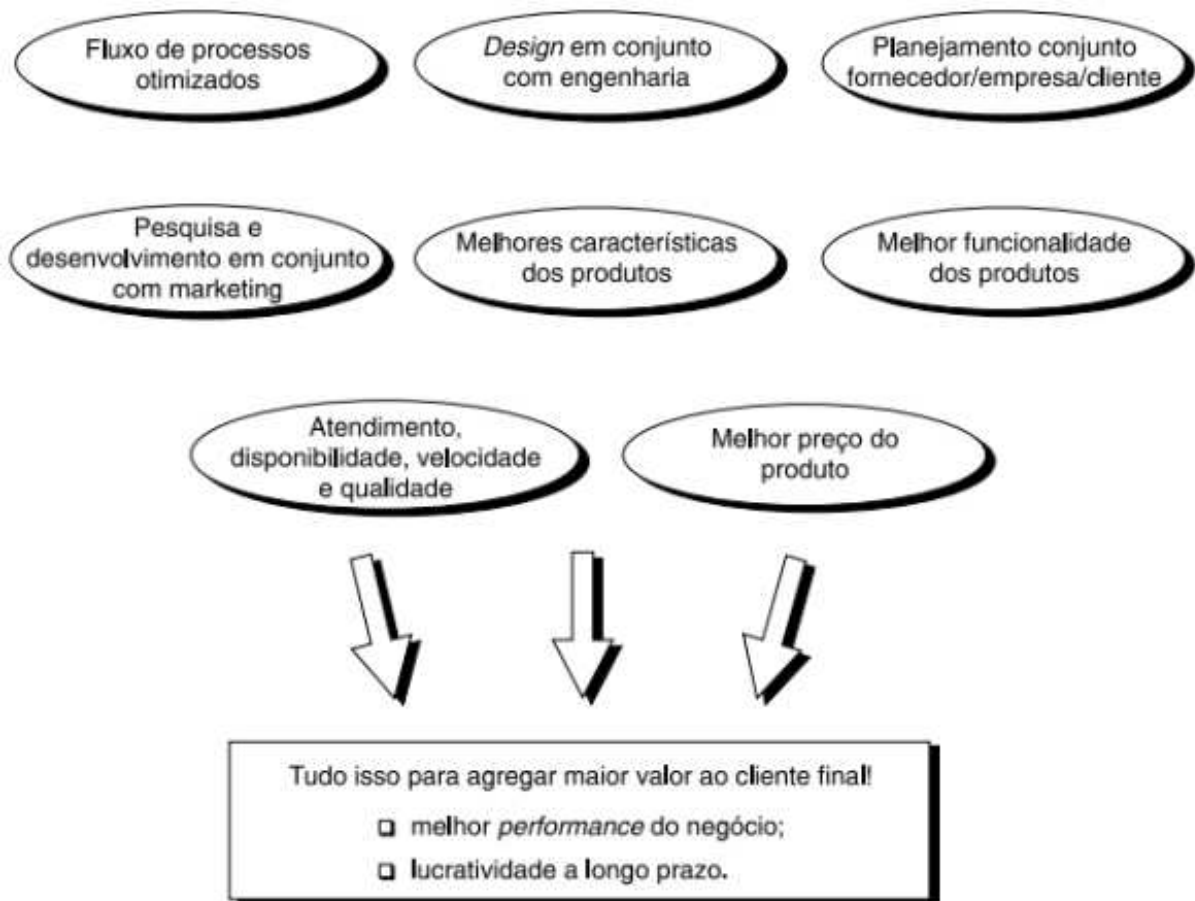 Fluxo de processos
otimizados
Design em conjunto
com engenharia
Planejamento conjunto
fornecedor/empresa/cliente
Pesquisa e
desenvolvimento em conjunto
com marketing
Melhores características
dos produtos
Melhor funcionalidade
dos produtos
Atendimento,
disponibilidade, velocidade
e qualidade
Melhor preço do
produto
Tudo isso para agregar maior valor ao cliente final!
❑ melhor performance do negócio;
❑ lucratividade a longo prazo.